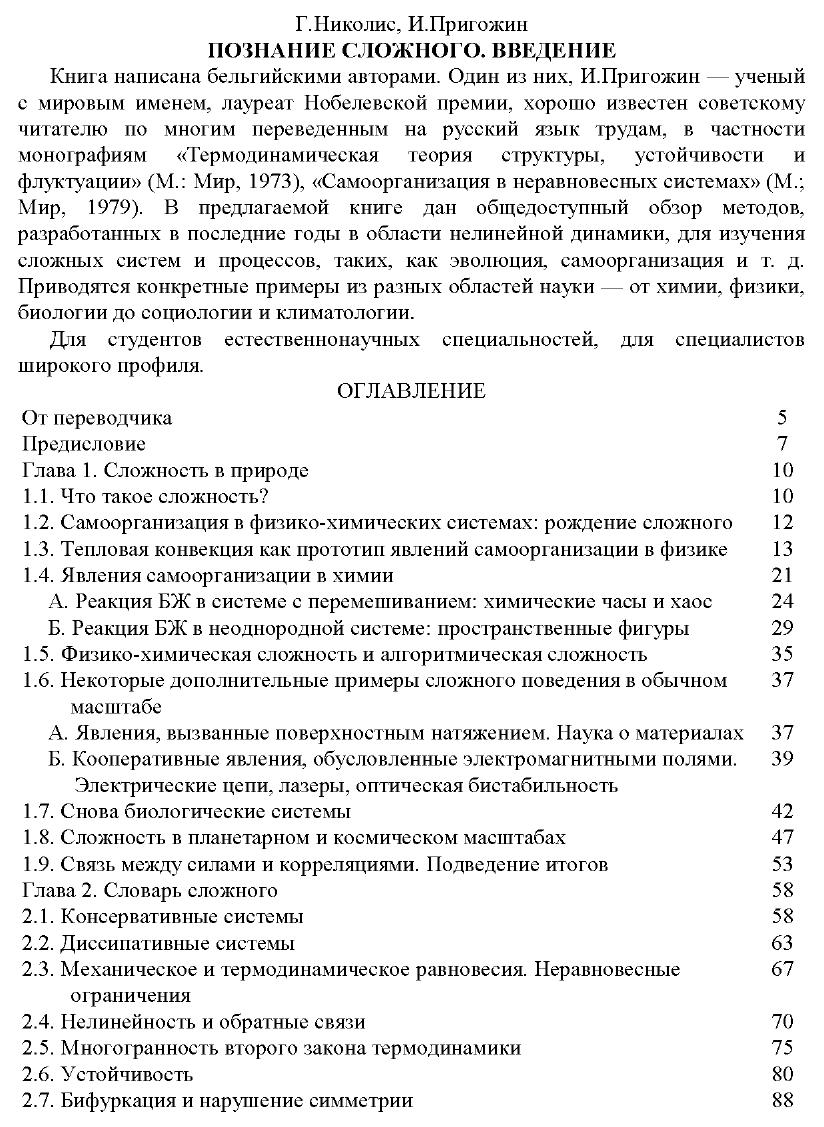 Г.Николис, И.Пригожин
ПОЗНАНИЕ СЛОЖНОГО. ВВЕДЕНИЕ
Книга написана бельгийскими авторами. Один из них, И.Пригожин — ученый
с мировым именем, лауреат Нобелевской премии, хорошо известен советскому
читателю по многим переведенным на русский язык трудам, в частности
монографиям «Термодинамическая теория структуры, устойчивости и
флуктуации» (М.: Мир, 1973), «Самоорганизация в неравновесных системах» (М.;
Мир, 1979). В предлагаемой книге дан общедоступный обзор методов,
разработанных в последние годы в области нелинейной динамики, для изучения
сложных систем и процессов, таких, как эволюция, самоорганизация и т. д.
Приводятся конкретные примеры из разных областей науки — от химии, физики,
биологии до социологии и климатологии.
Для студентов естественнонаучных специальностей, для специалистов
широкого профиля.
ОГЛАВЛЕНИЕ
От переводчика 5
Предисловие 7
Глава 1. Сложность в природе 10
1.1. Что такое сложность? 10
1.2. Самоорганизация в физико-химических системах: рождение сложного 12
1.3. Тепловая конвекция как прототип явлений самоорганизации в физике 13
1.4. Явления самоорганизации в химии 21
А. Реакция БЖ в системе с перемешиванием: химические часы и хаос 24
Б. Реакция БЖ в неоднородной системе: пространственные фигуры 29
1.5. Физико-химическая сложность и алгоритмическая сложность 35
1.6. Некоторые дополнительные примеры сложного поведения в обычном 37
масштабе
А. Явления, вызванные поверхностным натяжением. Наука о материалах 37
Б. Кооперативные явления, обусловленные электромагнитными полями. 39
Электрические цепи, лазеры, оптическая бистабильность
1.7. Снова биологические системы 42
1.8. Сложность в планетарном и космическом масштабах 47
1.9. Связь между силами и корреляциями. Подведение итогов 53
Глава 2. Словарь сложного 58
2.1. Консервативные системы 58
2.2. Диссипативные системы 63
2.3. Механическое и термодинамическое равновесия. Неравновесные 67
ограничения
2.4. Нелинейность и обратные связи 70
2.5. Многогранность второго закона термодинамики 75
2.6. Устойчивость 80
2.7. Бифуркация и нарушение симметрии 88